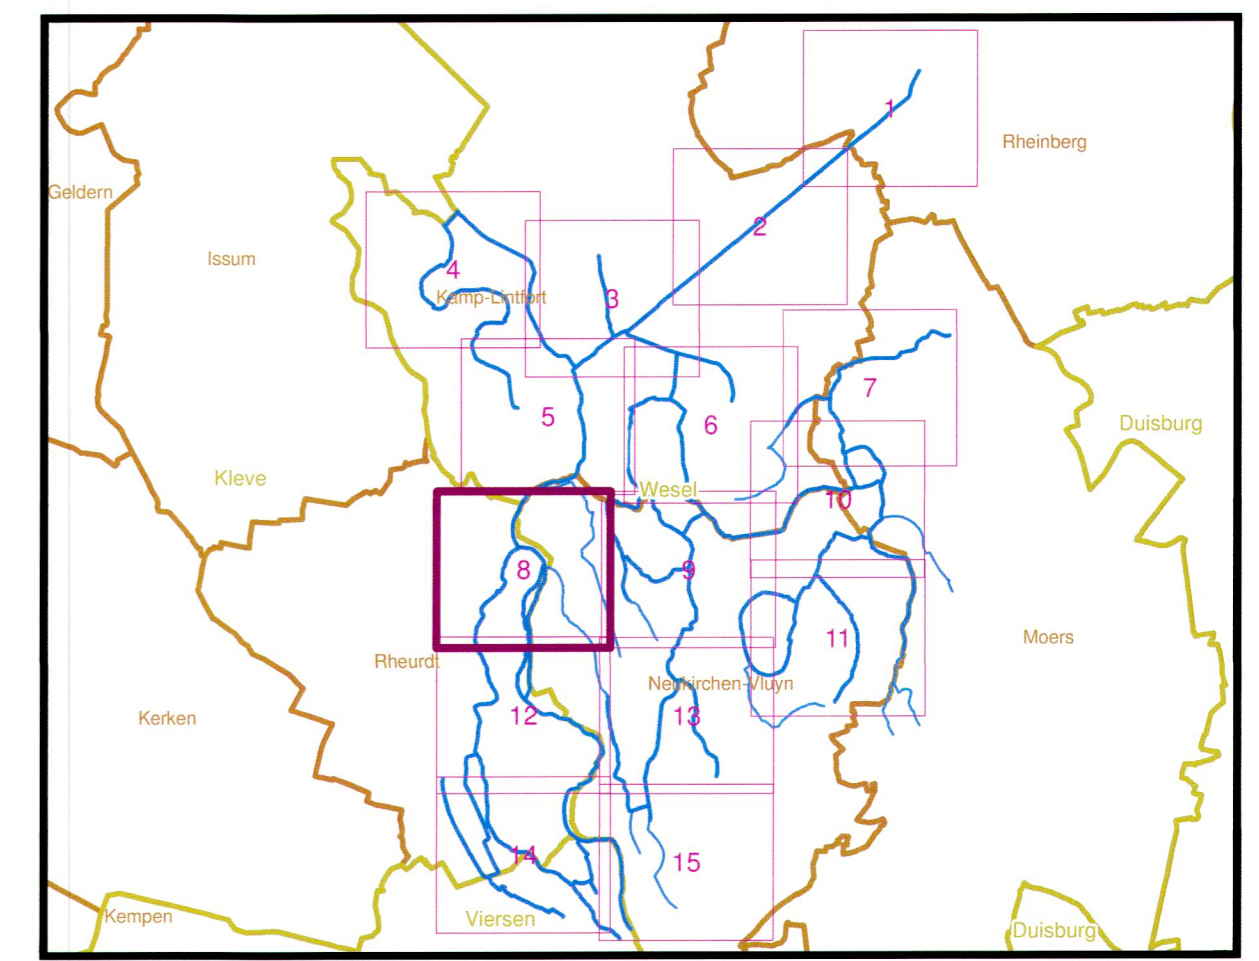 1
Rheinberg
Geldern
2
Issum
4
3
Kamp-Lintfort
7
5
6
Duisburg
Kleve
Wesel
10
8
9
11
Moers
Rheurdt
Neukirchen-Vluyn
Kerken
12
13
14
15
Kempen
Viersen
Duisburg